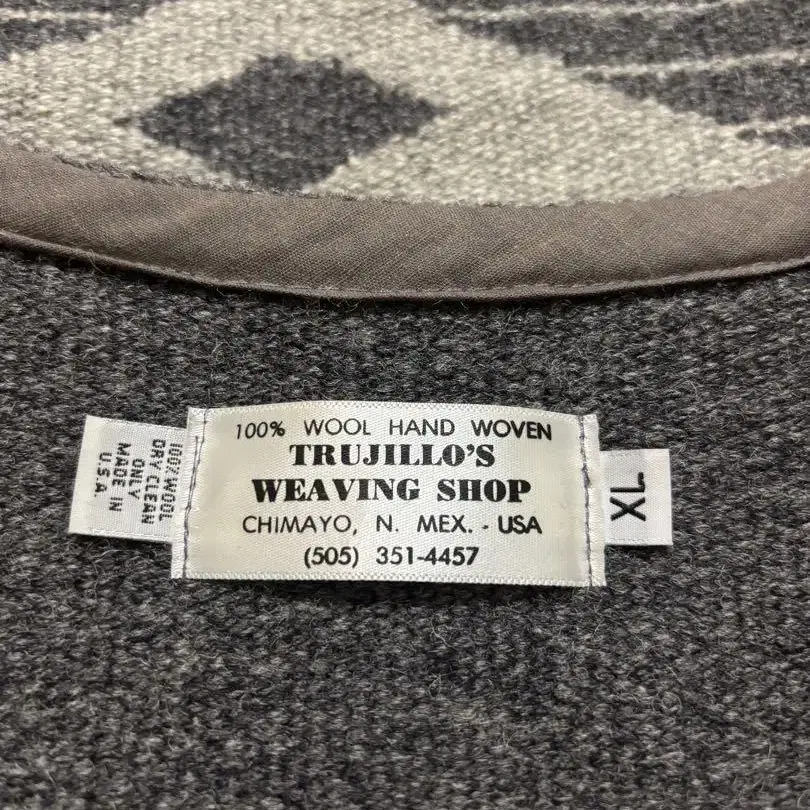 100% WOOL HAND WOVEN
TRUJILLO'S
WEAVING SHOP
CHIMAYO, N. MEX. - USA
(505) 351-4457
100% WOOL
DRY CLEAN
ONLY
MADE IN
U.S.A.
XL